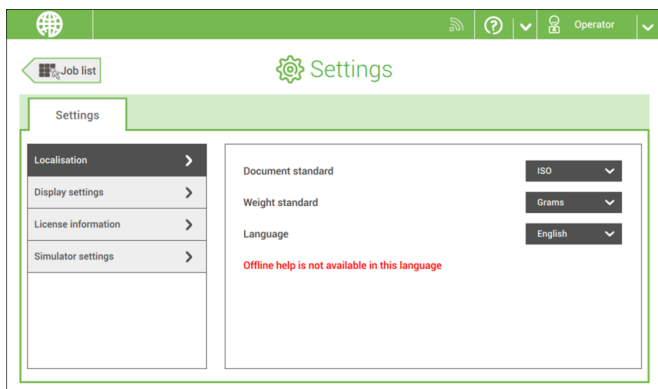 Operator
Job list
Settings
Settings
Localisation
Display settings
License information
Simulator settings
Document standard
ISO
Weight standard
Grams
Language
English
Offline help is not available in this language